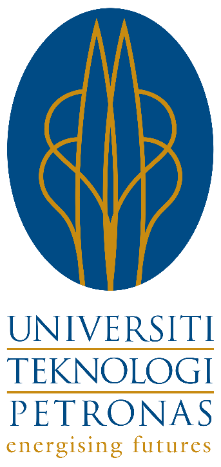 UNIVERSITI
TEKNOLOGI
PETRONAS
energising futures